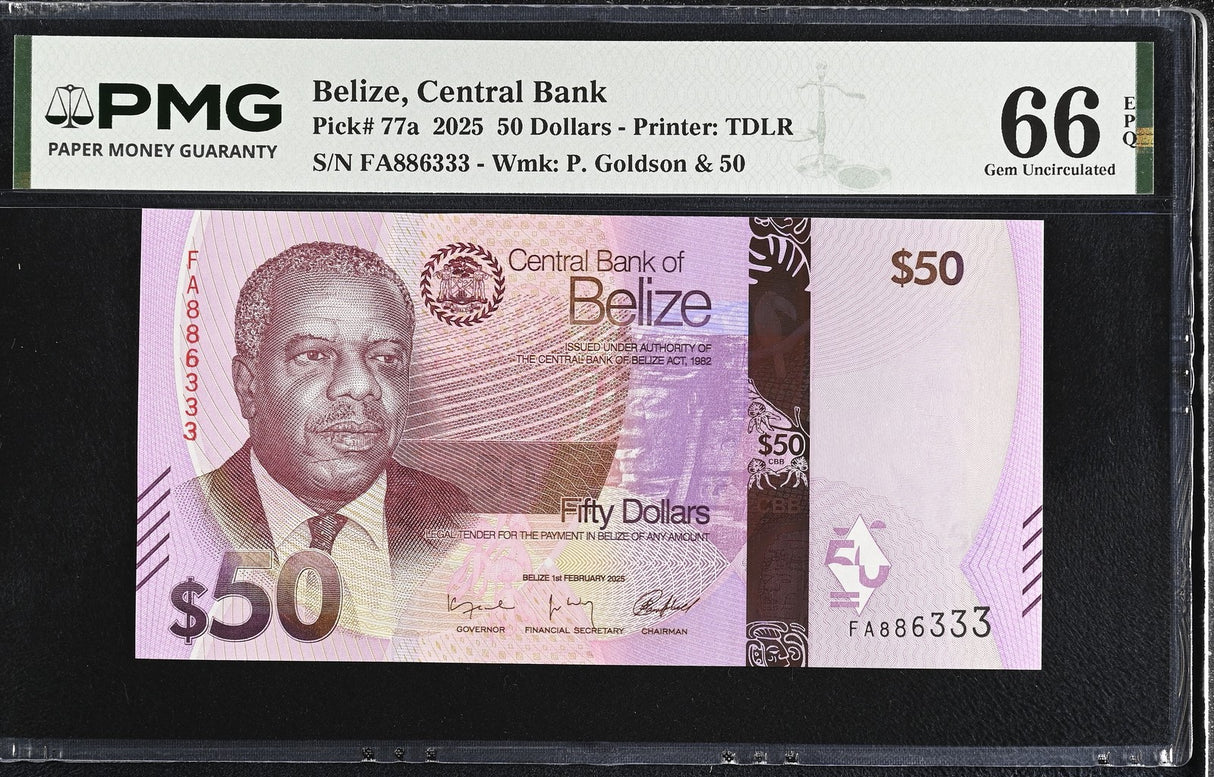 PMG
PAPER MONEY GUARANTY
Belize, Central Bank
Pick# 77a 2025 50 Dollars - Printer: TDLR
S/N FA886333 - Wmk: P. Goldson & 50
66
EPQ
Gem Uncirculated
FA886333
Central Bank of
Belize
ISSUED UNDER AUTHORITY OF
THE CENTRAL BANK OF BELIZE ACT, 1982
$50
$50
CBB
CBB
Fifty Dollars
LEGAL TENDER FOR THE PAYMENT IN BELIZE OF ANY AMOUNT
BELIZE 1st FEBRUARY 2025
GOVERNOR FINANCIAL SECRETARY CHAIRMAN
$50
50
FA886333